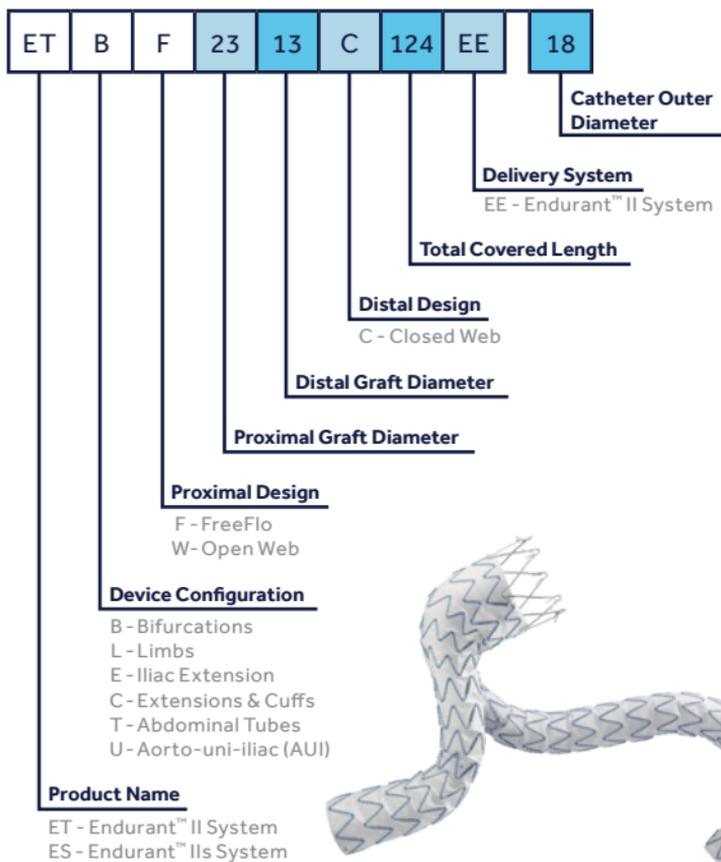 ET B F 23 13 C 124 EE 18
Catheter Outer
Diameter
Delivery System
EE - Endurant™ II System
Total Covered Length
Distal Design
C - Closed Web
Distal Graft Diameter
Proximal Graft Diameter
Proximal Design
F - FreeFlo
W- Open Web
Device Configuration
B - Bifurcations
L - Limbs
E - Iliac Extension
C - Extensions & Cuffs
T - Abdominal Tubes
U - Aorto-uni-iliac (AUI)
Product Name
ET - Endurant™ II System
ES - Endurant™ IIs System